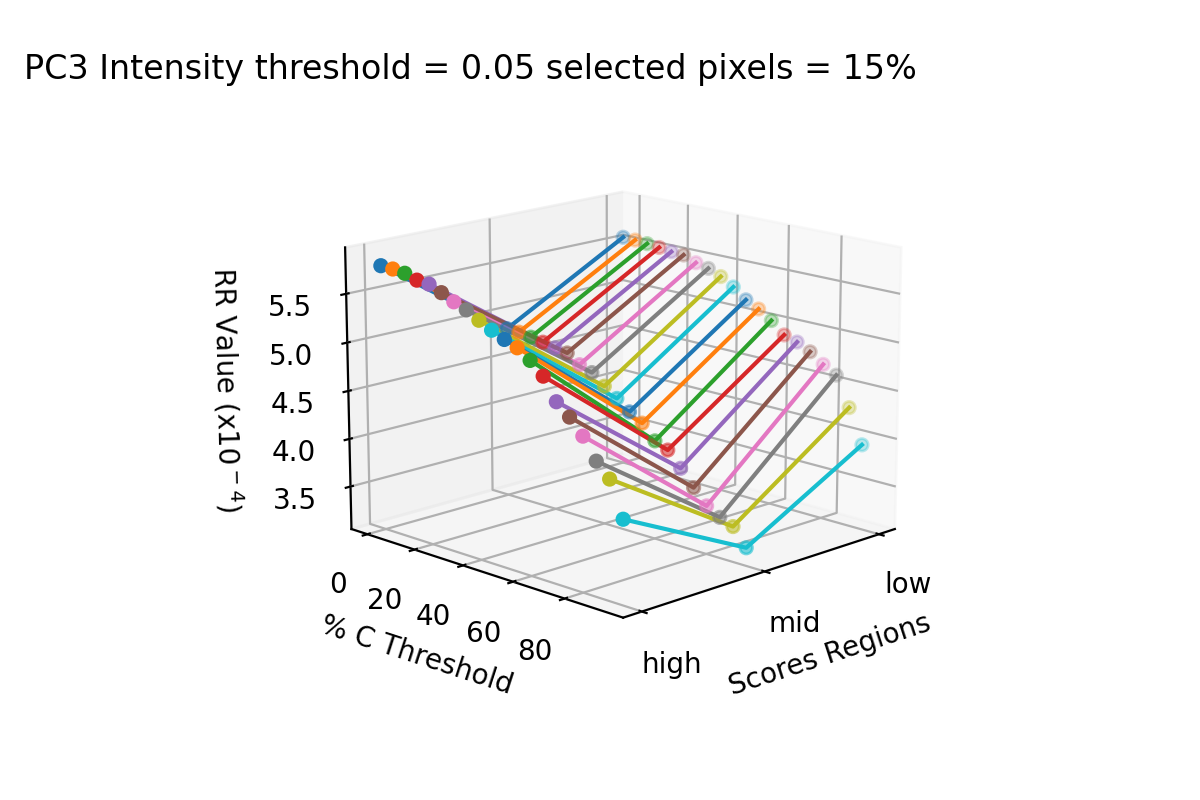 PC3 Intensity threshold = 0.05 selected pixels = 15%
RR Value (x10⁻⁴)
5.5
5.0
4.5
4.0
3.5
0
20
40
60
80
% C Threshold
high
mid
low
Scores Regions